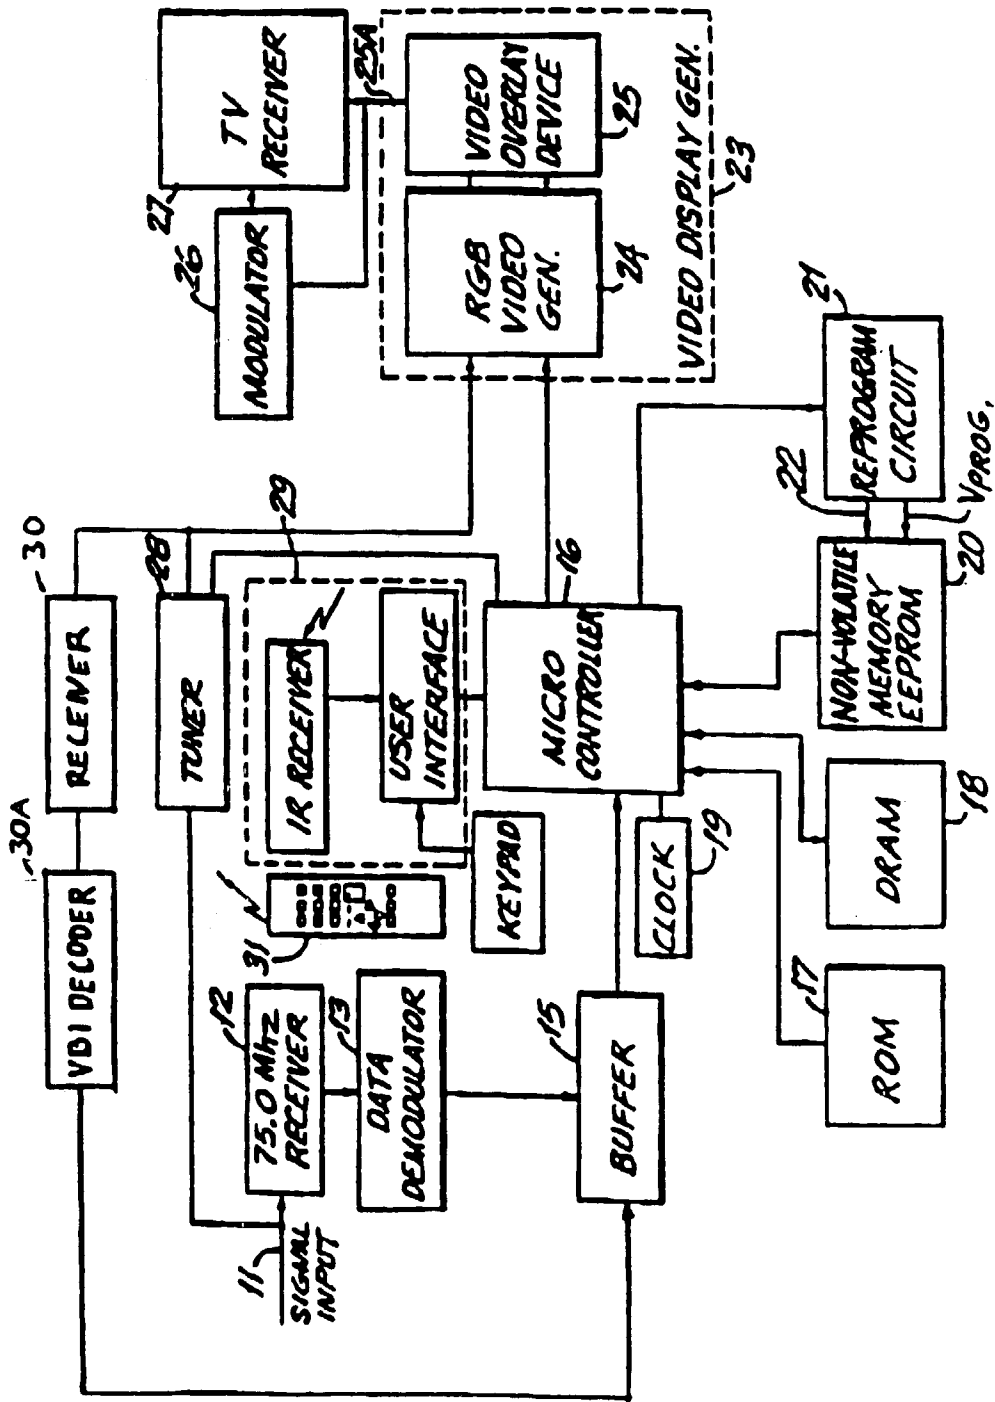 30A
VBI DECODER
30
RECEIVER
28
TUNER
11
SIGNAL
INPUT
12
75.0 Mhz
RECEIVER
13
DATA
DEMODULATOR
31
29
IR RECEIVER
USER
INTERFACE
KEYPAD
26
MODULATOR
27
TV
RECEIVER
25A
RGB
VIDEO
GEN.
24
VIDEO
OVERLAY
DEVICE
25
VIDEO DISPLAY GEN.
23
15
BUFFER
16
MICRO
CONTROLLER
CLOCK
19
17
ROM
DRAM
18
NON-VOLATILE
MEMORY
EEPROM
20
22
VPROG.
21
REPROGRAM
CIRCUIT